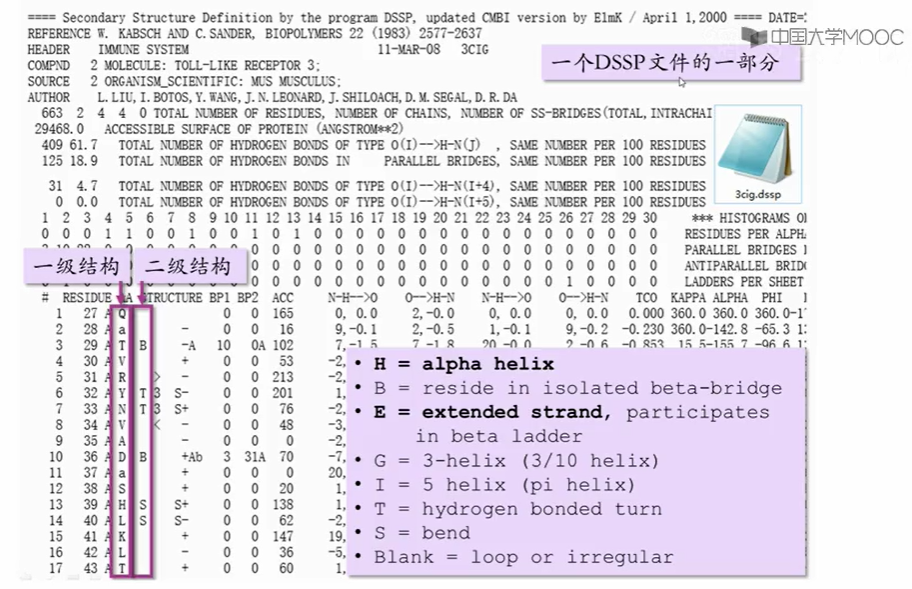 ==== Secondary Structure Definition by the program DSSP, updated CMBI version by ElmK / April 1,2000 ==== DATE=
REFERENCE W. KABSCH AND C.SANDER, BIOPOLYMERS 22 (1983) 2577-2637
中国大学MOOC
HEADER IMMUNE SYSTEM 11-MAR-08 3CIG
COMPND 2 MOLECULE: TOLL-LIKE RECEPTOR 3;
一个DSSP文件的一部分
SOURCE 2 ORGANISM_SCIENTIFIC: MUS MUSCULUS;
AUTHOR L.LIU,I.BOTOS,Y.WANG,J.N.LEONARD,J.SHILOACH,D.M.SEGAL,D.R.DA
663 2 4 4 0 TOTAL NUMBER OF RESIDUES, NUMBER OF CHAINS, NUMBER OF SS-BRIDGES(TOTAL,INTRACHAI
29468.0 ACCESSIBLE SURFACE OF PROTEIN (ANGSTROM**2)
409 61.7 TOTAL NUMBER OF HYDROGEN BONDS OF TYPE O(I)-->H-N(J) , SAME NUMBER PER 100 RESIDUES
125 18.9 TOTAL NUMBER OF HYDROGEN BONDS IN PARALLEL BRIDGES, SAME NUMBER PER 100 RESIDUES
31 4.7 TOTAL NUMBER OF HYDROGEN BONDS OF TYPE O(I)-->H-N(I+4), SAME NUMBER PER 100 RESIDUES
0 0.0 TOTAL NUMBER OF HYDROGEN BONDS OF TYPE O(I)-->H-N(I+5), SAME NUMBER PER 100 RESIDUES
3cig.dssp
1 2 3 4 5 6 7 8 9 10 11 12 13 14 15 16 17 18 19 20 21 22 23 24 25 26 27 28 29 30 *** HISTOGRAMS O
0 0 0 1 1 0 0 1 0 0 1 0 1 0 0 0 0 0 0 0 0 0 0 0 0 0 0 0 0 0 RESIDUES PER ALPH
PARALLEL BRIDGES
ANTIPARALLEL BRID
LADDERS PER SHEET
一级结构
二级结构
# RESIDUE AA STRUCTURE BP1 BP2 ACC N-H-->O O-->H-N N-H-->O O-->H-N TCO KAPPA ALPHA PHI
1 27 A Q 0 0 165 0, 0.0 2,-0.0 0, 0.0 0, 0.0 0.000 360.0 360.0 360.0-1
2 28 A a - 0 0 16 9,-0.1 2,-0.5 1,-0.1 9,-0.2 -0.230 360.0-142.8 -65.3 1
3 29 A T B -A 10 0A 102 7,-1.5 7,-1.8 20,-0.0 2,-0.6 -0.853 15.5-155.7 -96.6
4 30 A V + 0 0 53 -2,
5 31 A R > - 0 0 213 -2,
6 32 A Y T 3 S- 0 0 201 1,
7 33 A N T 3 S+ 0 0 76 -2,
8 34 A V < - 0 0 48 -3,
9 35 A A - 0 0 0 -2,
10 36 A D B +Ab 3 31A 70 -7,
11 37 A a + 0 0 0 20,
12 38 A S + 0 0 20 1,
13 39 A H S S+ 0 0 138 1,
14 40 A L S S- 0 0 62 -2,
15 41 A K + 0 0 147 19,
16 42 A L - 0 0 36 -5,
17 43 A T + 0 0 60 1,
• H = alpha helix
• B = reside in isolated beta-bridge
• E = extended strand, participates
in beta ladder
• G = 3-helix (3/10 helix)
• I = 5 helix (pi helix)
• T = hydrogen bonded turn
• S = bend
• Blank = loop or irregular